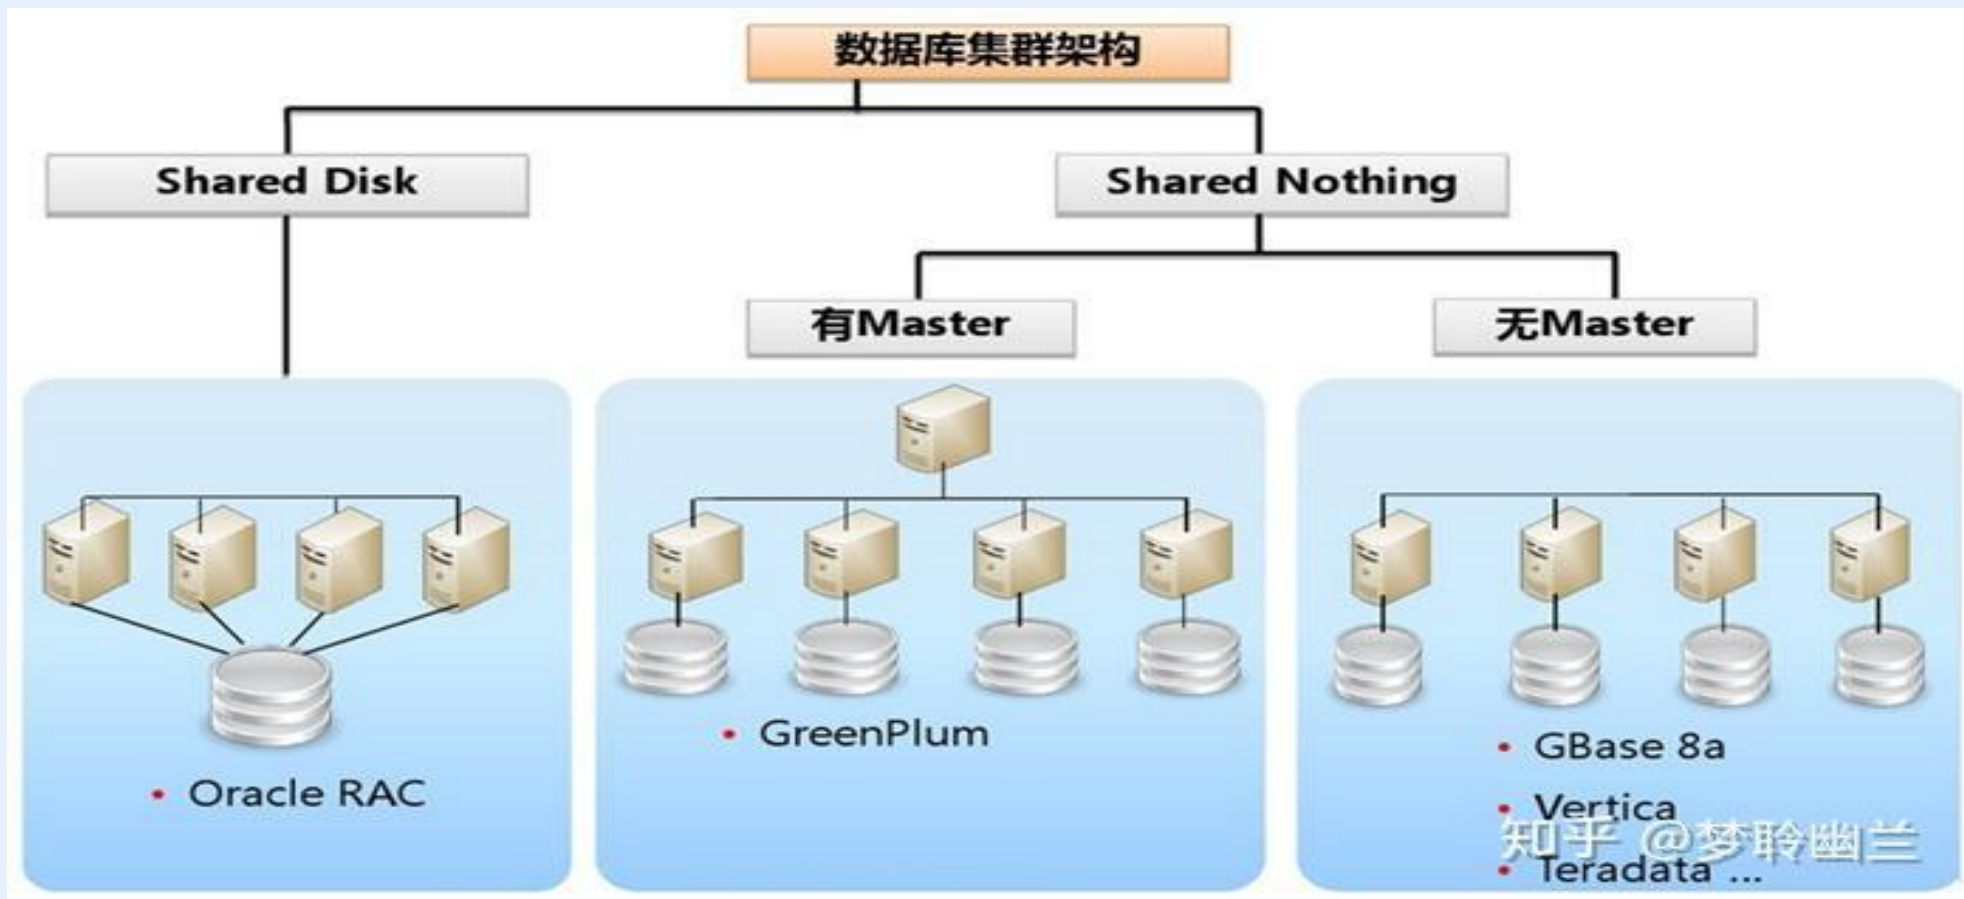 数据库集群架构
Shared Disk
Shared Nothing
有Master
无Master
• Oracle RAC
• GreenPlum
• GBase 8a
• Vertica
• Teradata ...
知乎 @梦聆幽兰